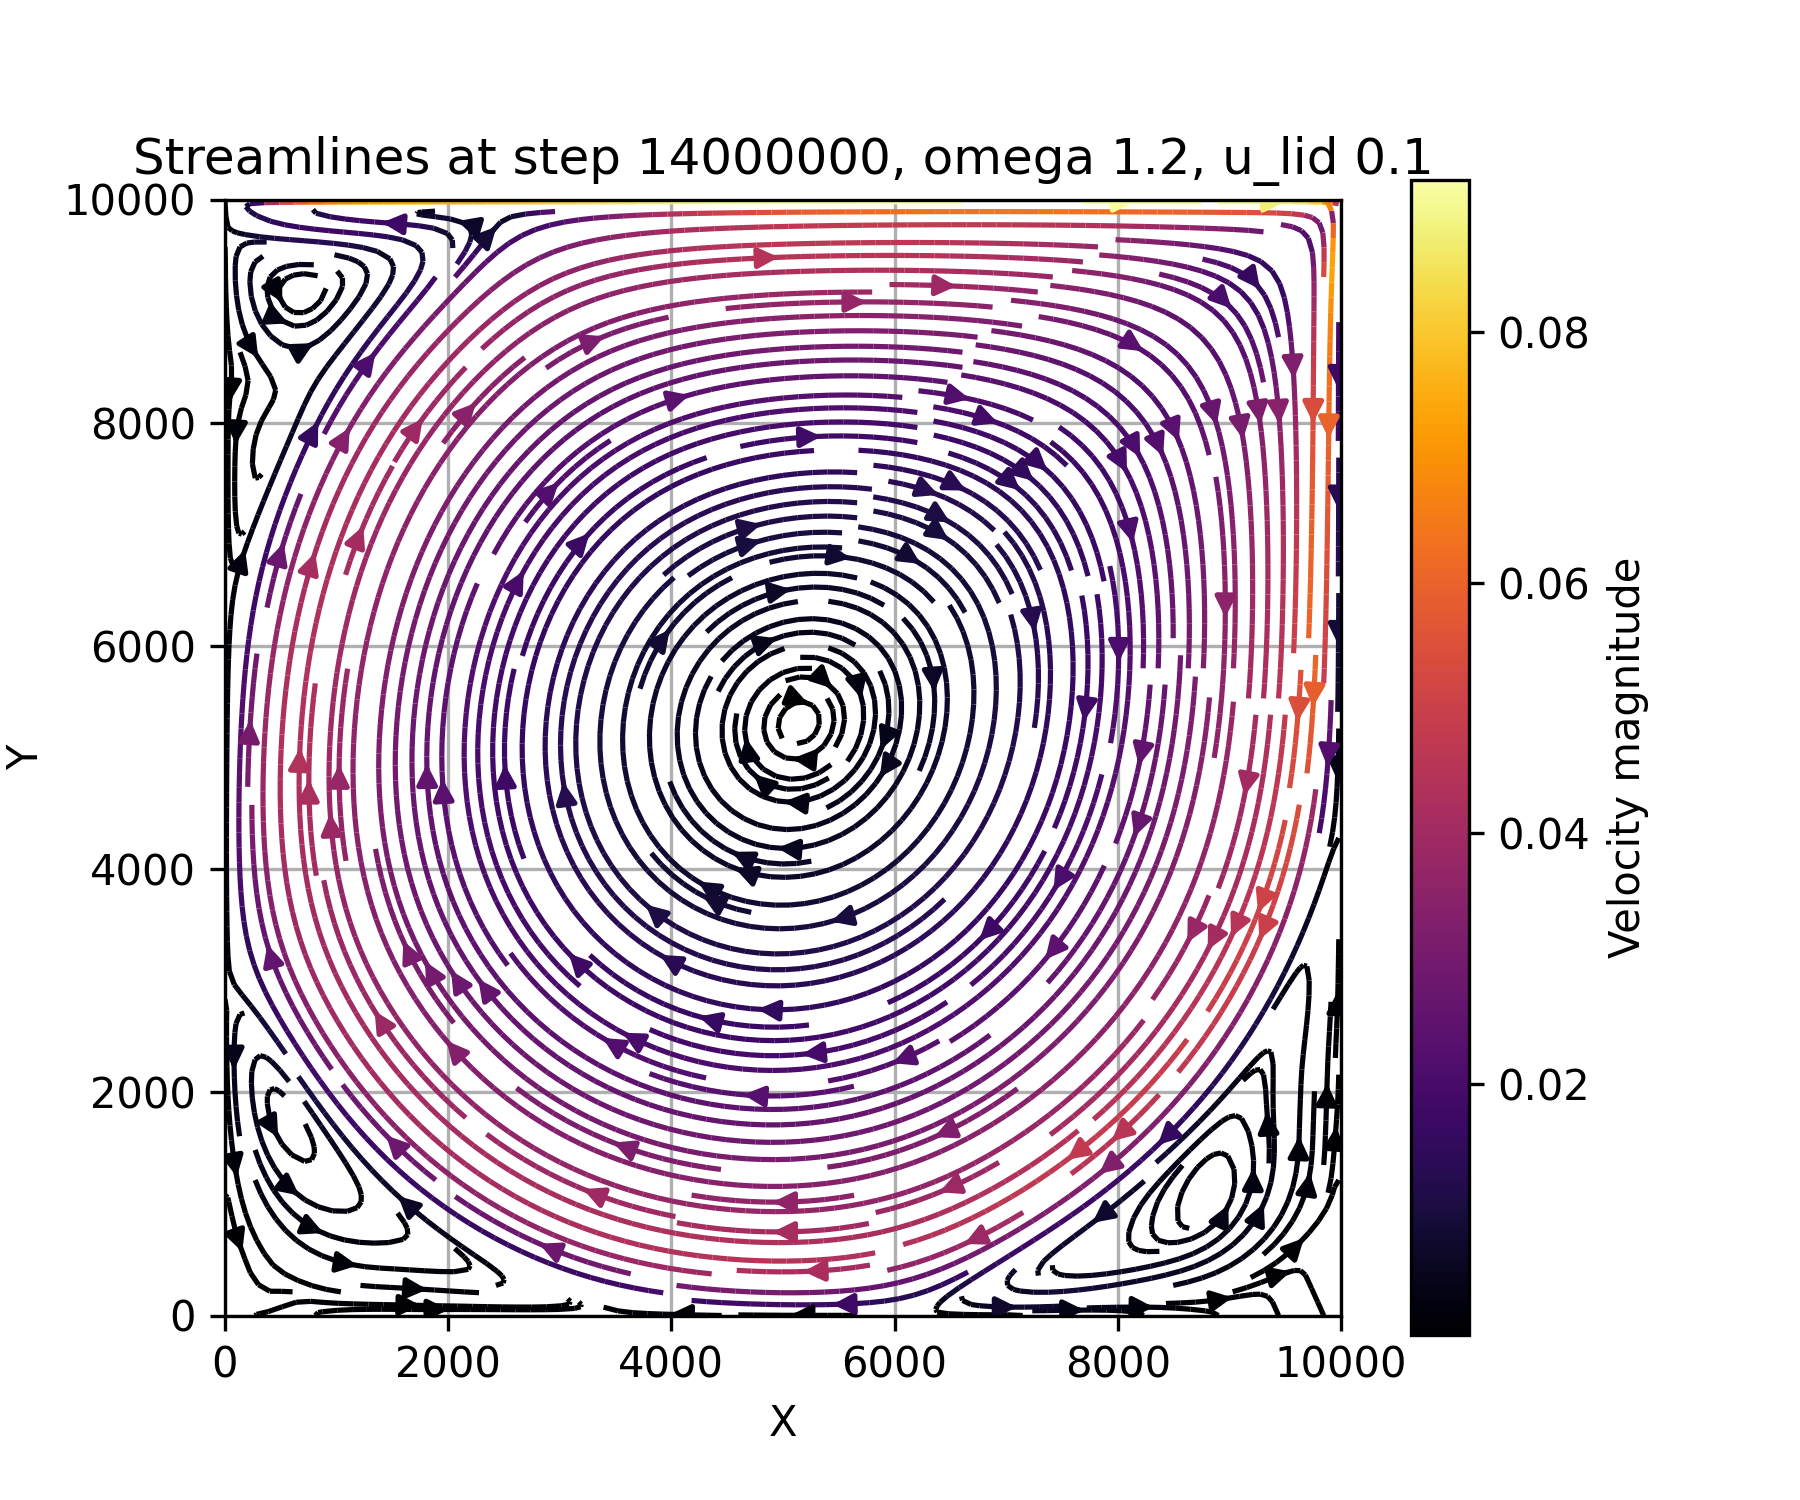 Streamlines at step 14000000, omega 1.2, u_lid 0.1
10000
8000
6000
4000
2000
0
Y
0 2000 4000 6000 8000 10000
X
0.08
0.06
0.04
0.02
Velocity magnitude